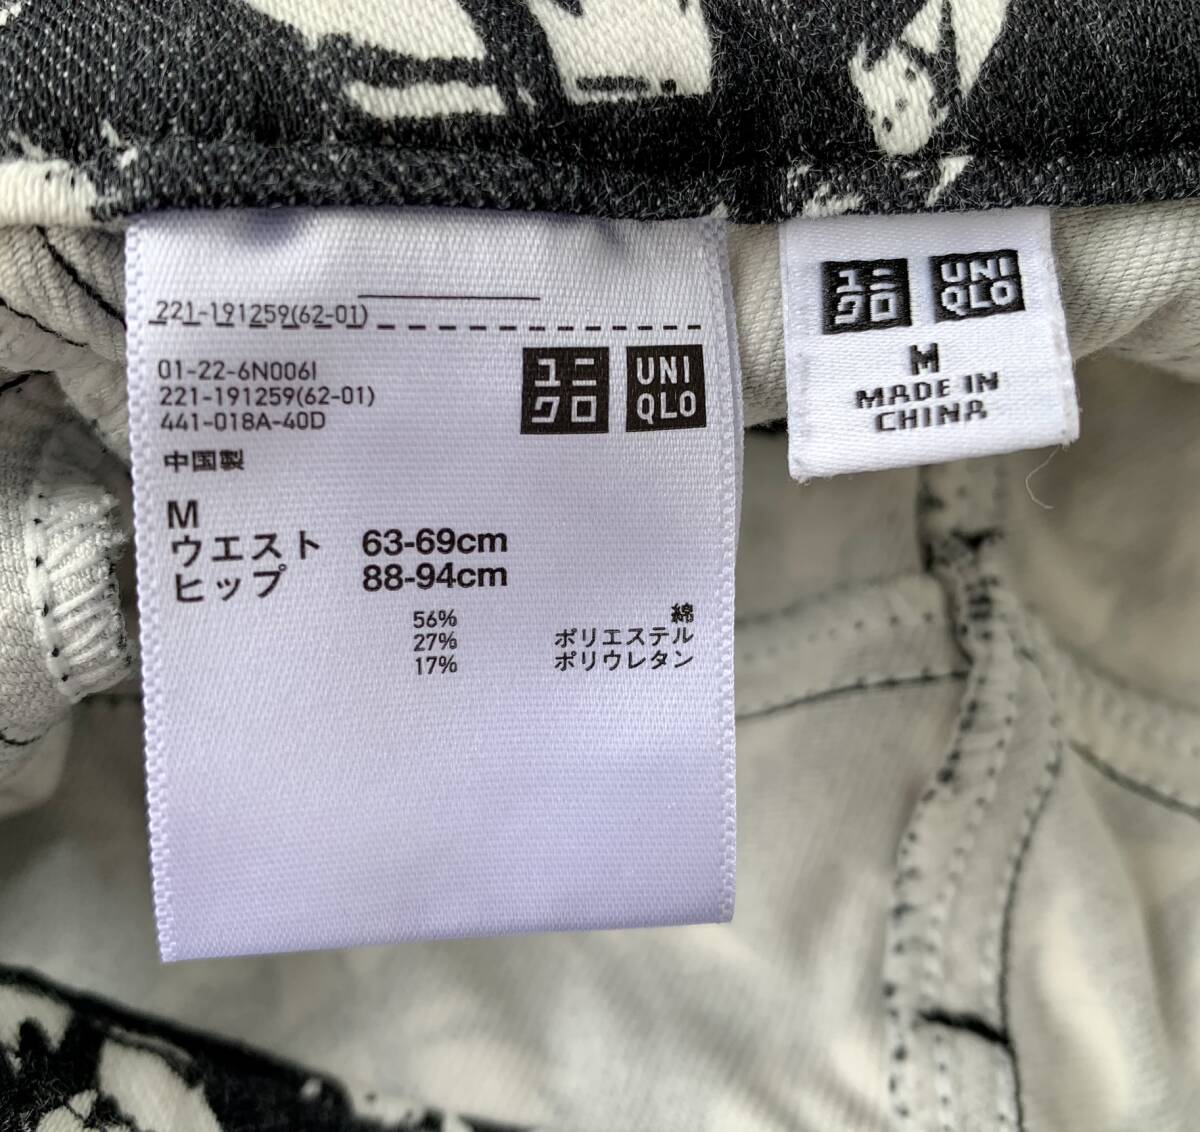 221-191259(62-01)
01-22-6N006I
221-191259(62-01)
441-018A-40D
ユニ
クロ
UNI
QLO
中国製
M
ウエスト 63-69cm
ヒップ 88-94cm
56% 綿
27% ポリエステル
17% ポリウレタン
ユニ
クロ
UNI
QLO
M
MADE IN
CHINA